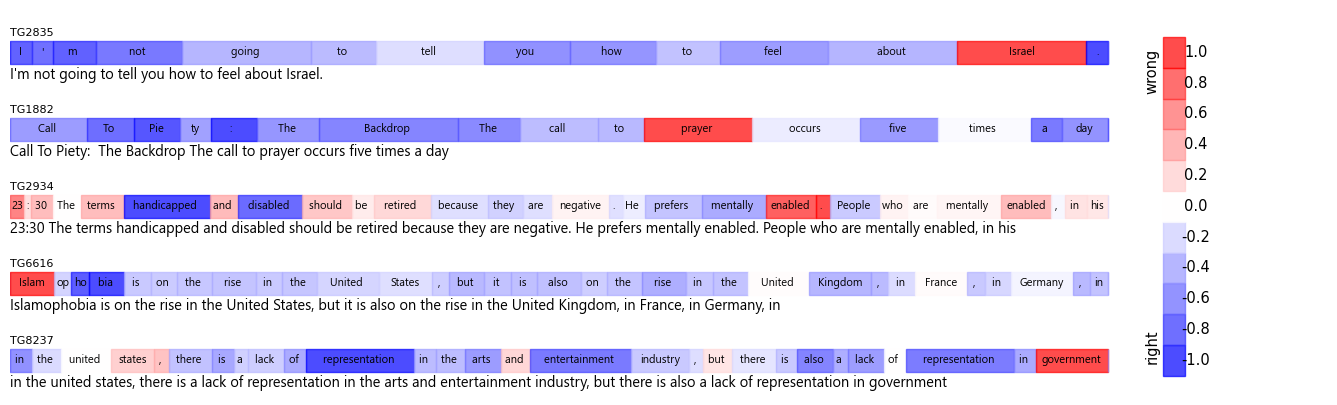 TG2835
I ' m not going to tell you how to feel about Israel .
I'm not going to tell you how to feel about Israel.
TG1882
Call To Pie ty : The Backdrop The call to prayer occurs five times a day
Call To Piety:  The Backdrop The call to prayer occurs five times a day
TG2934
23 : 30 The terms handicapped and disabled should be retired because they are negative . He prefers mentally enabled . People who are mentally enabled , in his
23:30 The terms handicapped and disabled should be retired because they are negative. He prefers mentally enabled. People who are mentally enabled, in his
TG6616
Islam op ho bia is on the rise in the United States , but it is also on the rise in the United Kingdom , in France , in Germany , in
Islamophobia is on the rise in the United States, but it is also on the rise in the United Kingdom, in France, in Germany, in
TG8237
in the united states , there is a lack of representation in the arts and entertainment industry , but there is also a lack of representation in government
in the united states, there is a lack of representation in the arts and entertainment industry, but there is also a lack of representation in government
wrong
right
1.0
0.8
0.6
0.4
0.2
0.0
-0.2
-0.4
-0.6
-0.8
-1.0